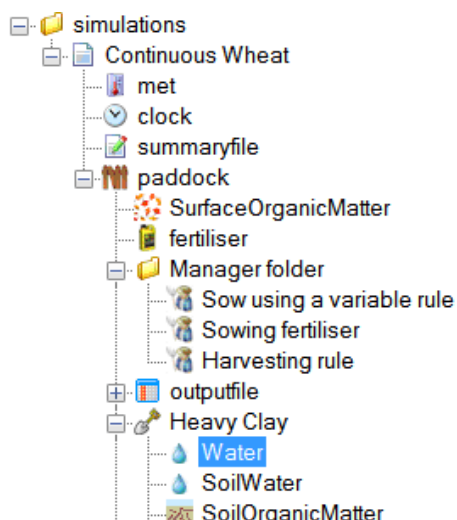 simulations
Continuous Wheat
met
clock
summaryfile
paddock
SurfaceOrganicMatter
fertiliser
Manager folder
Sow using a variable rule
Sowing fertiliser
Harvesting rule
outputfile
Heavy Clay
Water
SoilWater
SoilOrganicMatter